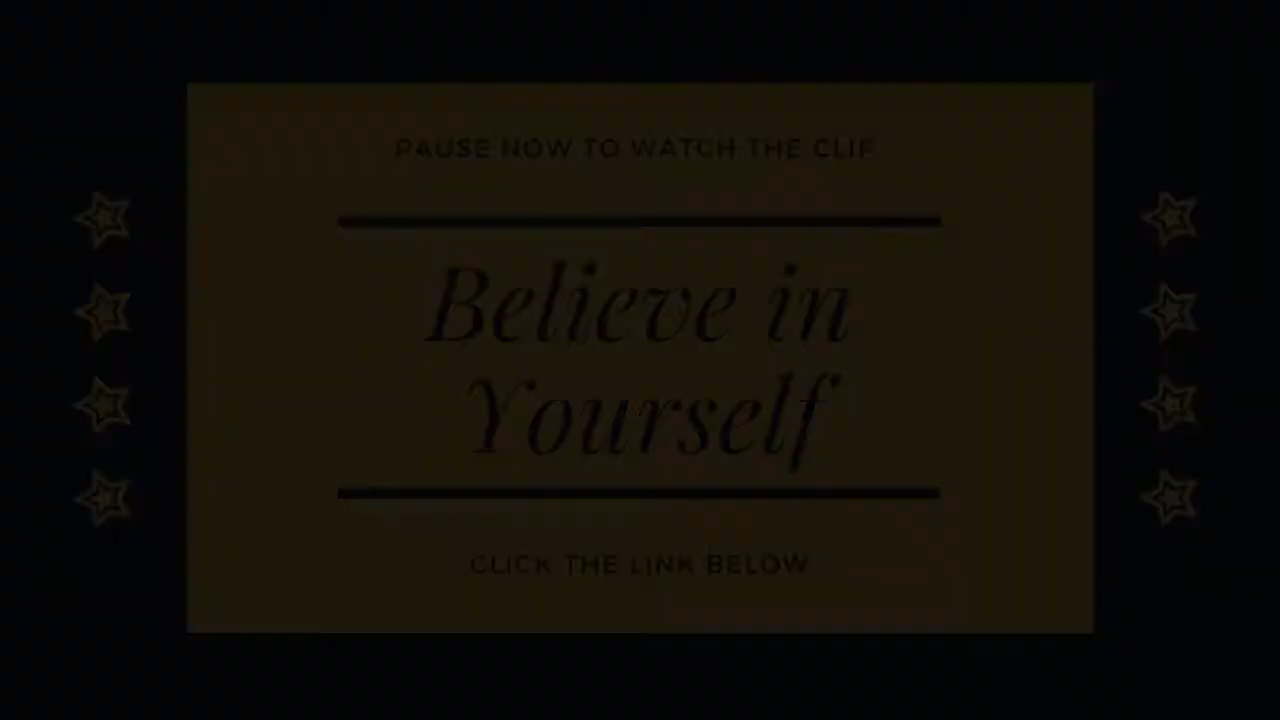 PAUSE NOW TO WATCH THE CLIP
Believe in
Yourself
CLICK THE LINK BELOW